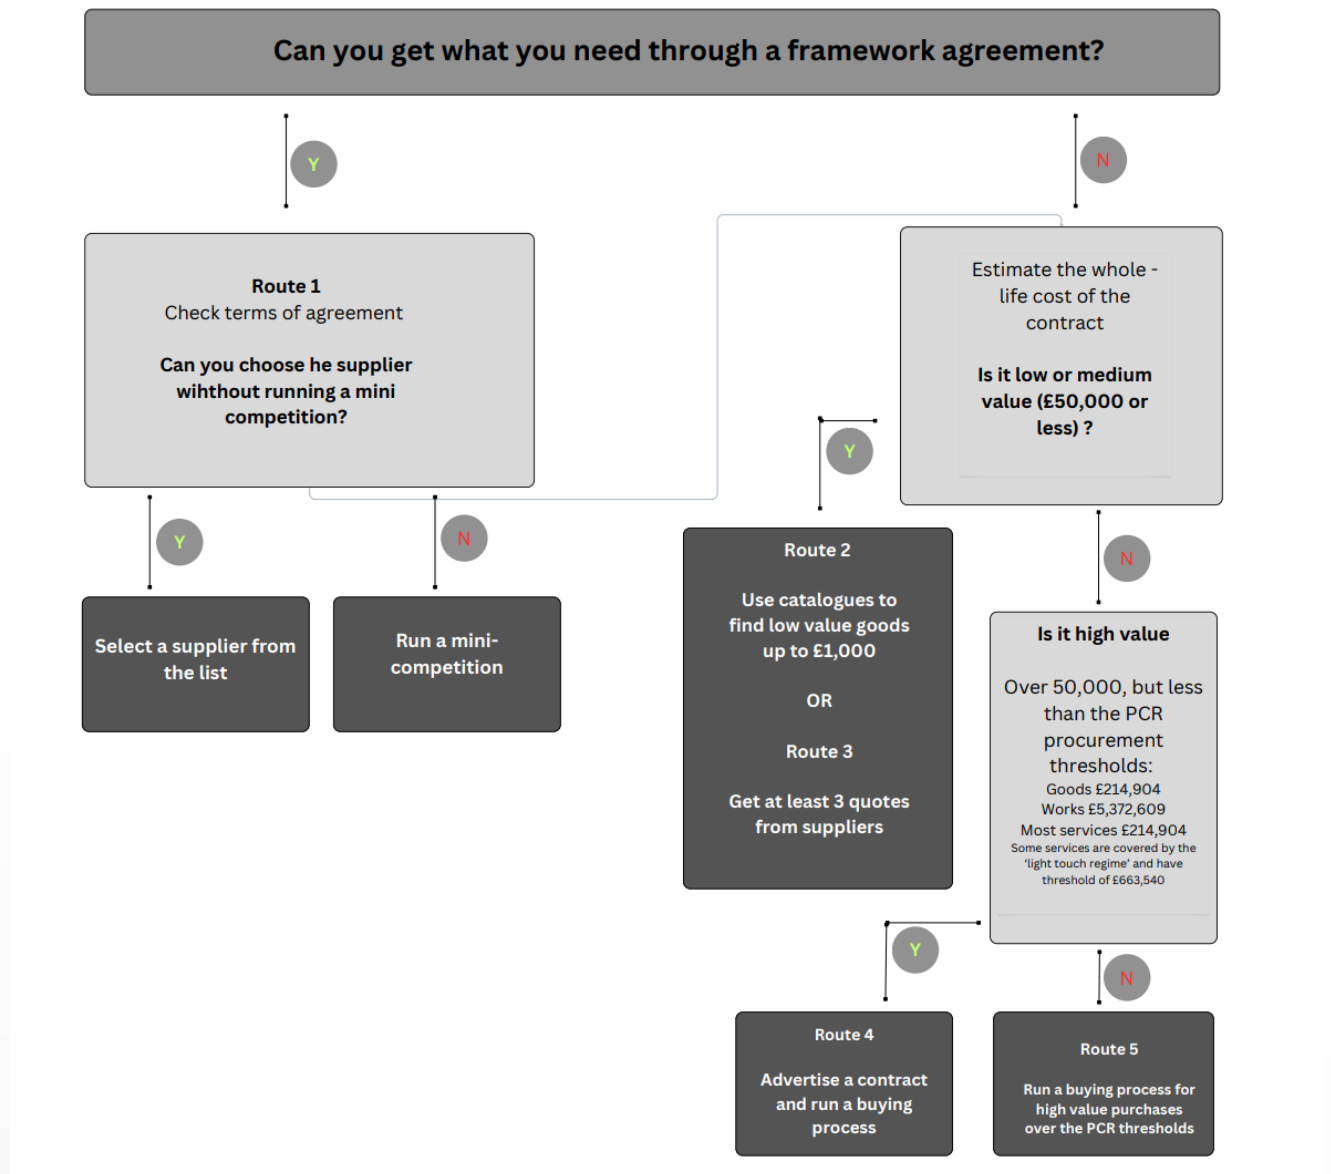 Can you get what you need through a framework agreement?
Y
N
Route 1
Check terms of agreement
Can you choose he supplier
wihthout running a mini
competition?
Y
N
Select a supplier from
the list
Run a mini-
competition
Estimate the whole -
life cost of the
contract
Is it low or medium
value (£50,000 or
less) ?
Y
N
Route 2
Use catalogues to
find low value goods
up to £1,000
OR
Route 3
Get at least 3 quotes
from suppliers
Is it high value
Over 50,000, but less
than the PCR
procurement
thresholds:
Goods £214,904
Works £5,372,609
Most services £214,904
Some services are covered by the
'light touch regime' and have
threshold of £663,540
Y
N
Route 4
Advertise a contract
and run a buying
process
Route 5
Run a buying process for
high value purchases
over the PCR thresholds